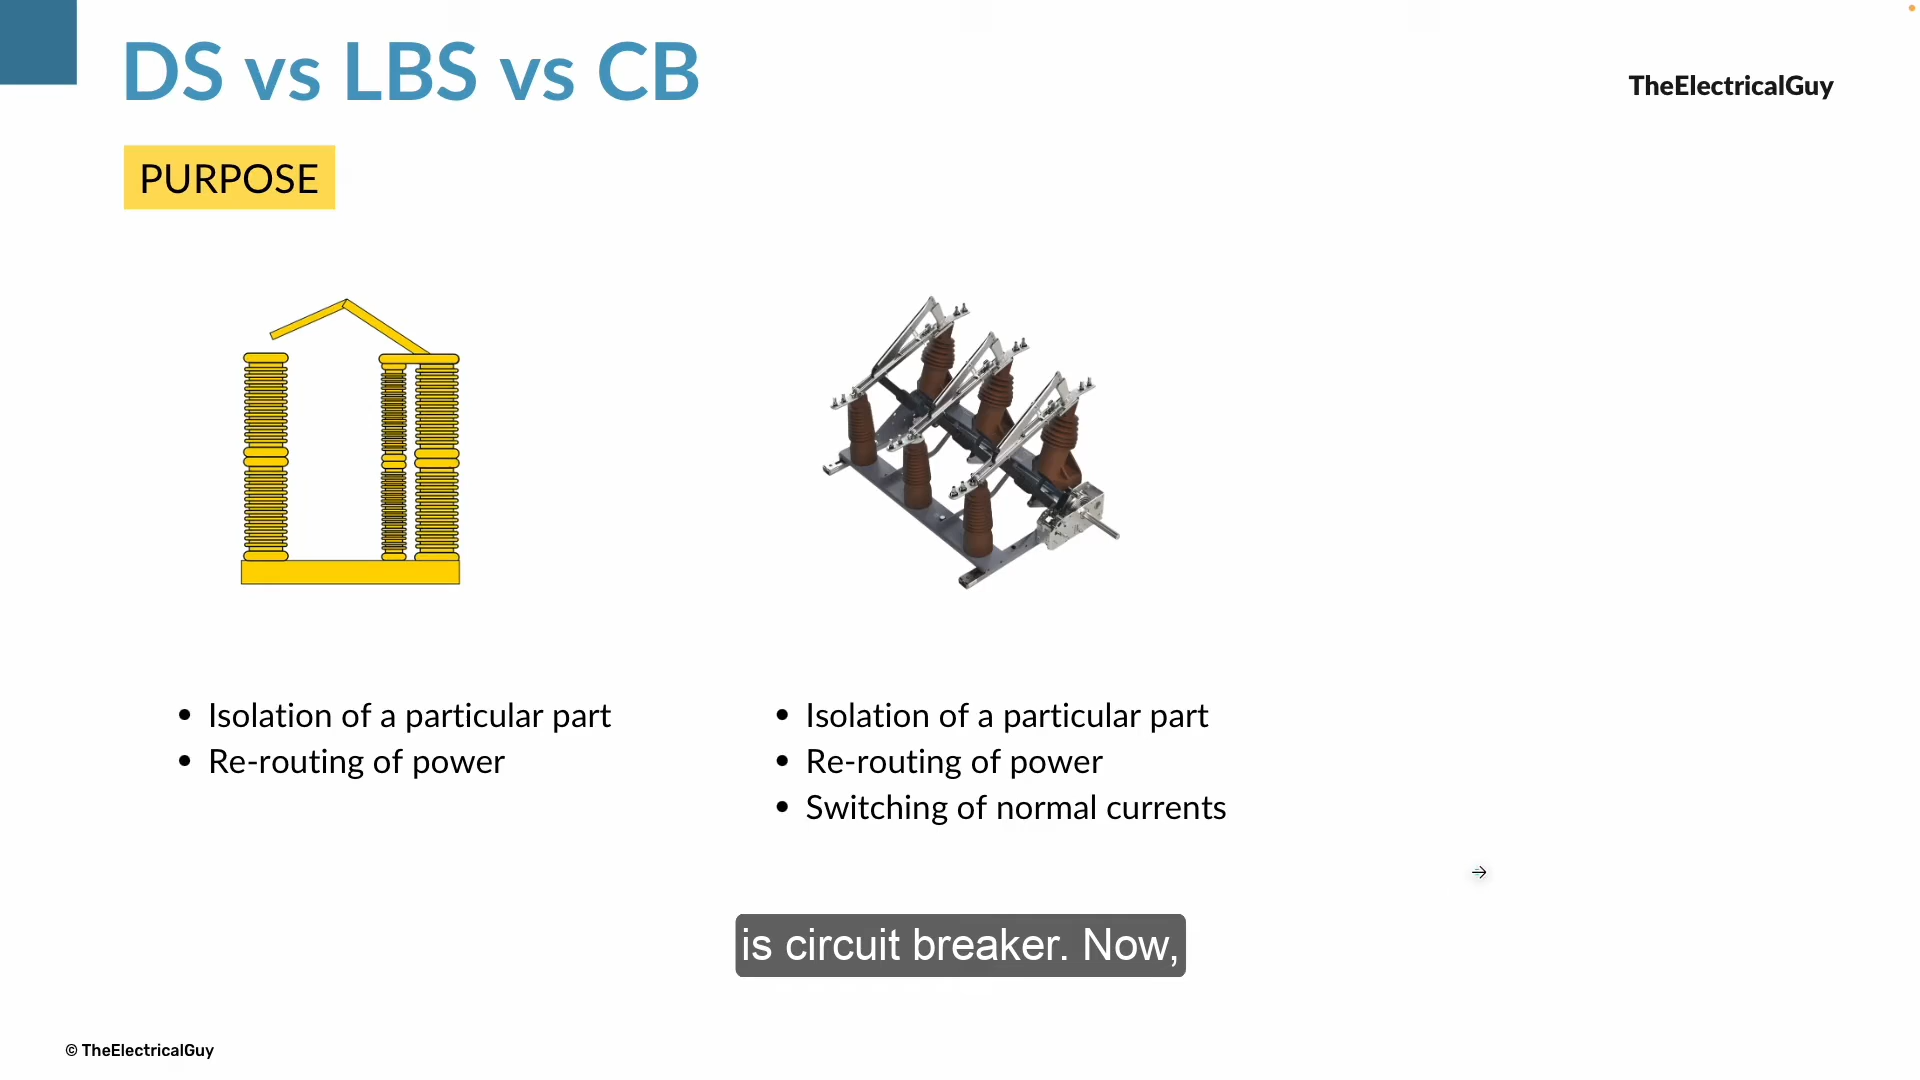 DS vs LBS vs CB
TheElectricalGuy
PURPOSE
• Isolation of a particular part
• Re-routing of power
• Isolation of a particular part
• Re-routing of power
• Switching of normal currents
is circuit breaker. Now,
© TheElectricalGuy